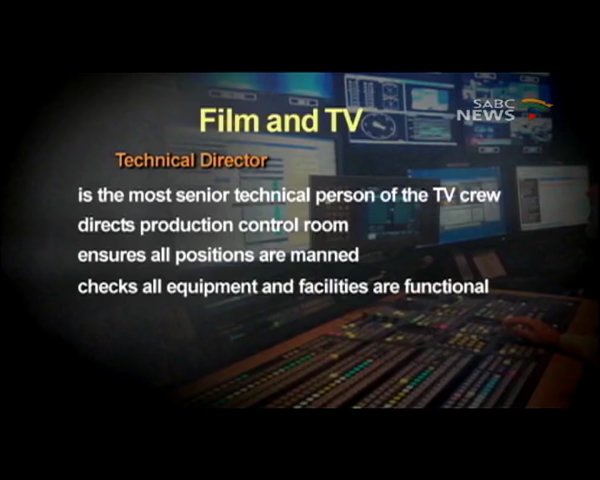 Film and TV
SABC
NEWS
Technical Director
is the most senior technical person of the TV crew
directs production control room
ensures all positions are manned
checks all equipment and facilities are functional